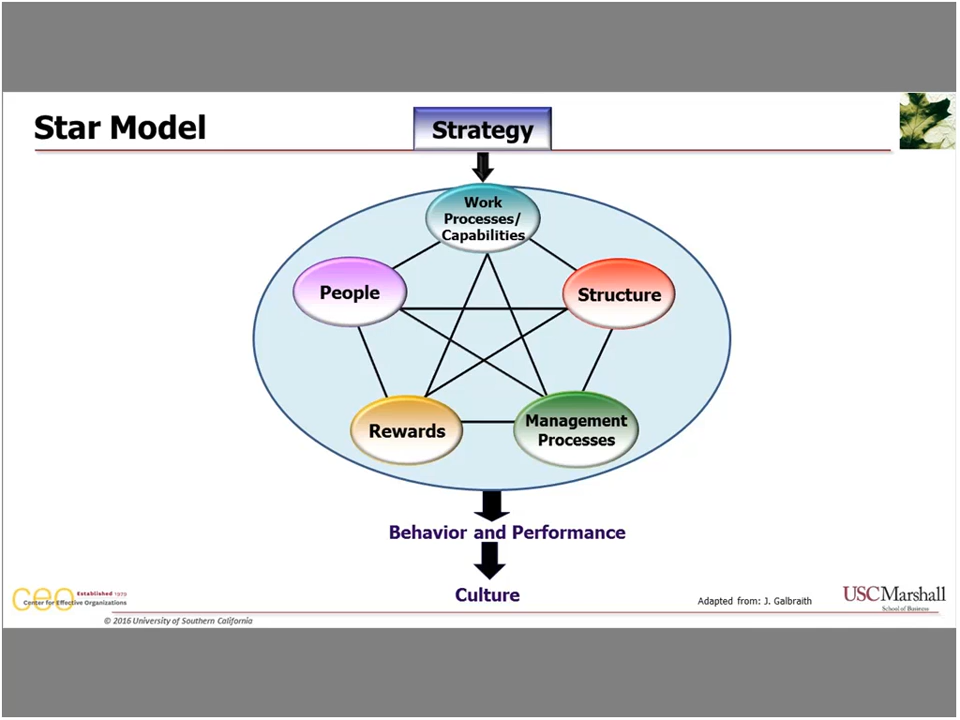 Star Model
Strategy
Work
Processes/
Capabilities
People
Structure
Rewards
Management
Processes
Behavior and Performance
Culture
ceo
Established 1979
Center for Effective Organizations
Adapted from: J. Galbraith
USC Marshall
School of Business
© 2016 University of Southern California